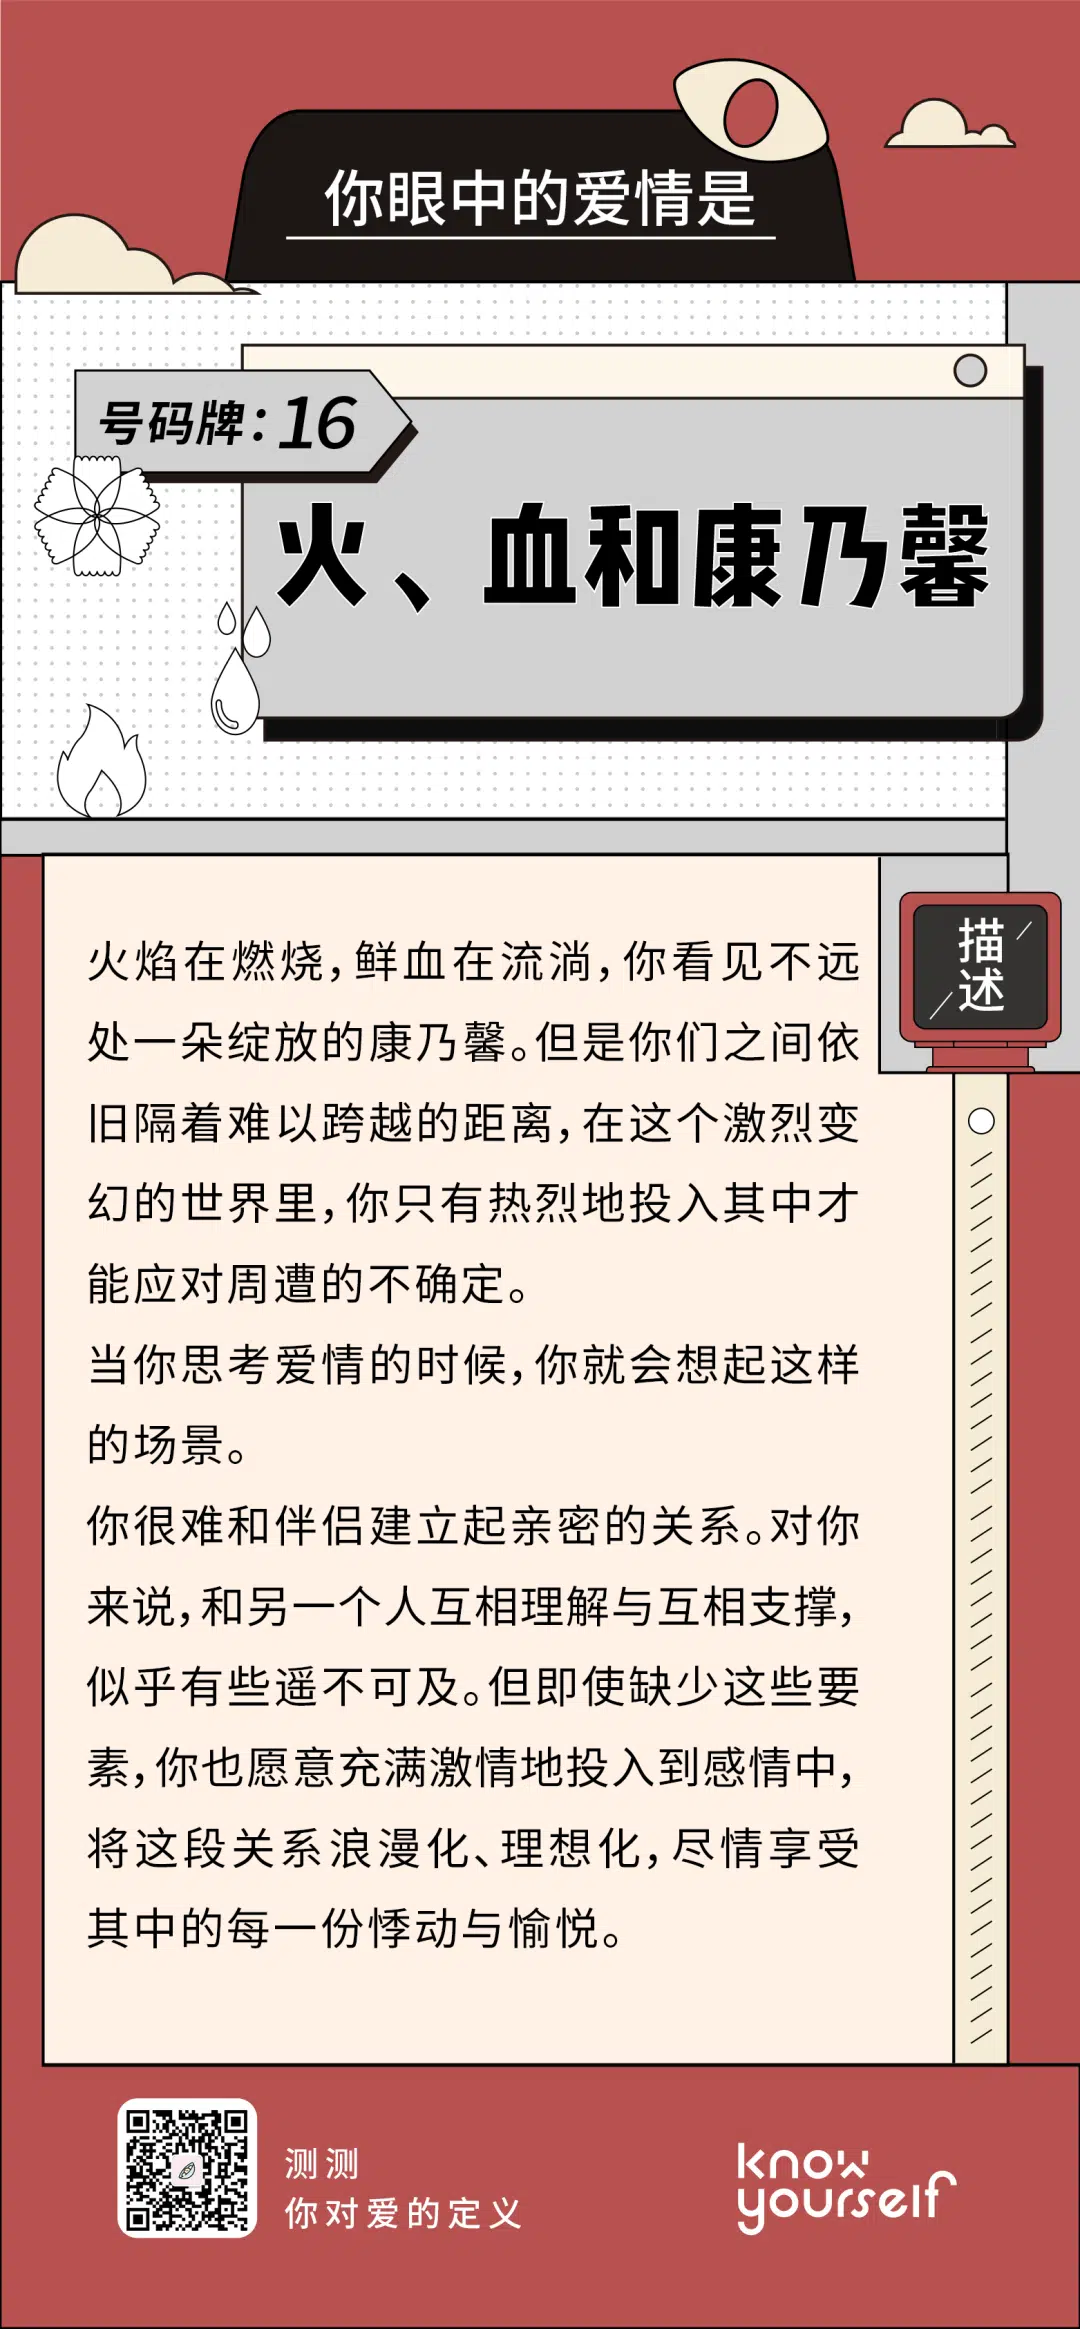 你眼中的爱情是
号码牌：16
火、血和康乃馨
描述
火焰在燃烧，鲜血在流淌，你看见不远
处一朵绽放的康乃馨。但是你们之间依
旧隔着难以跨越的距离，在这个激烈变
幻的世界里，你只有热烈地投入其中才
能应对周遭的不确定。
当你思考爱情的时候，你就会想起这样
的场景。
你很难和伴侣建立起亲密的关系。对你
来说，和另一个人互相理解与互相支撑，
似乎有些遥不可及。但即使缺少这些要
素，你也愿意充满激情地投入到感情中，
将这段关系浪漫化、理想化，尽情享受
其中的每一份悸动与愉悦。
测测
你对爱的定义
know
yourself